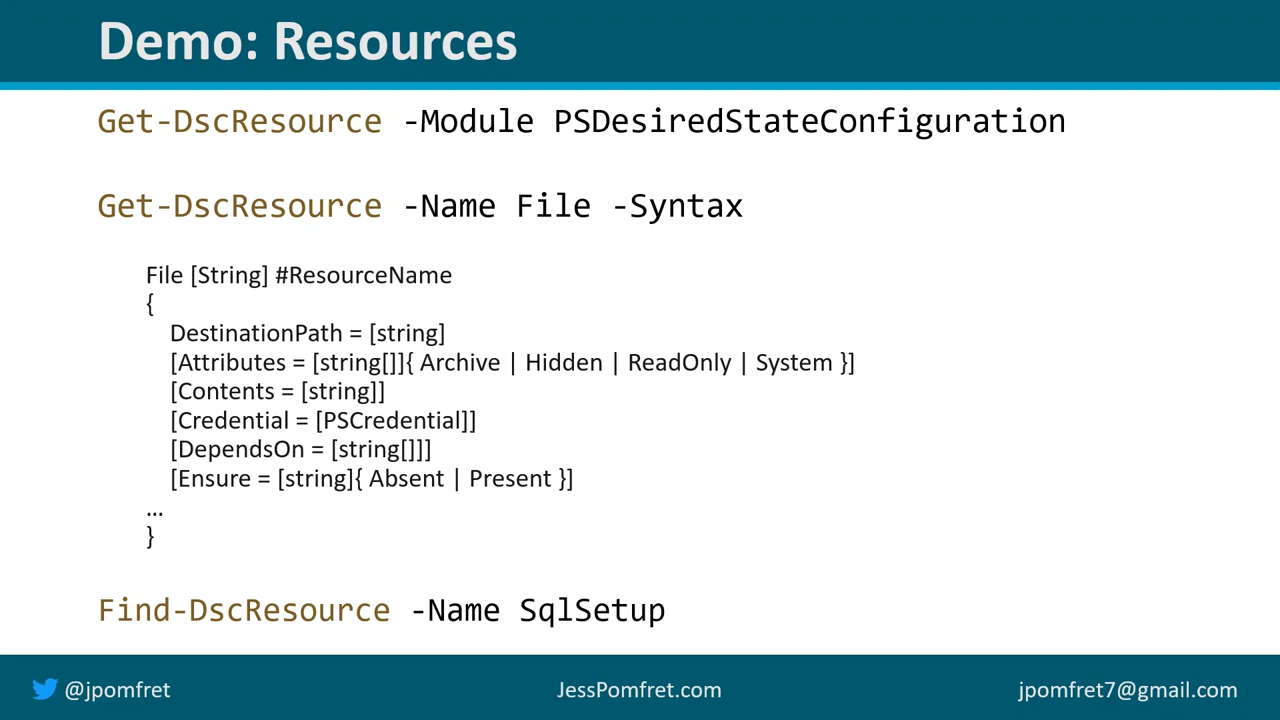 Demo: Resources
Get-DscResource -Module PSDesiredStateConfiguration
Get-DscResource -Name File -Syntax
File [String] #ResourceName
{
DestinationPath = [string]
[Attributes = [string[]]{ Archive | Hidden | ReadOnly | System }]
[Contents = [string]]
[Credential = [PSCredential]]
[DependsOn = [string[]]]
[Ensure = [string]{ Absent | Present }]
...
}
Find-DscResource -Name SqlSetup
@jpomfret
JessPomfret.com
jpomfret7@gmail.com